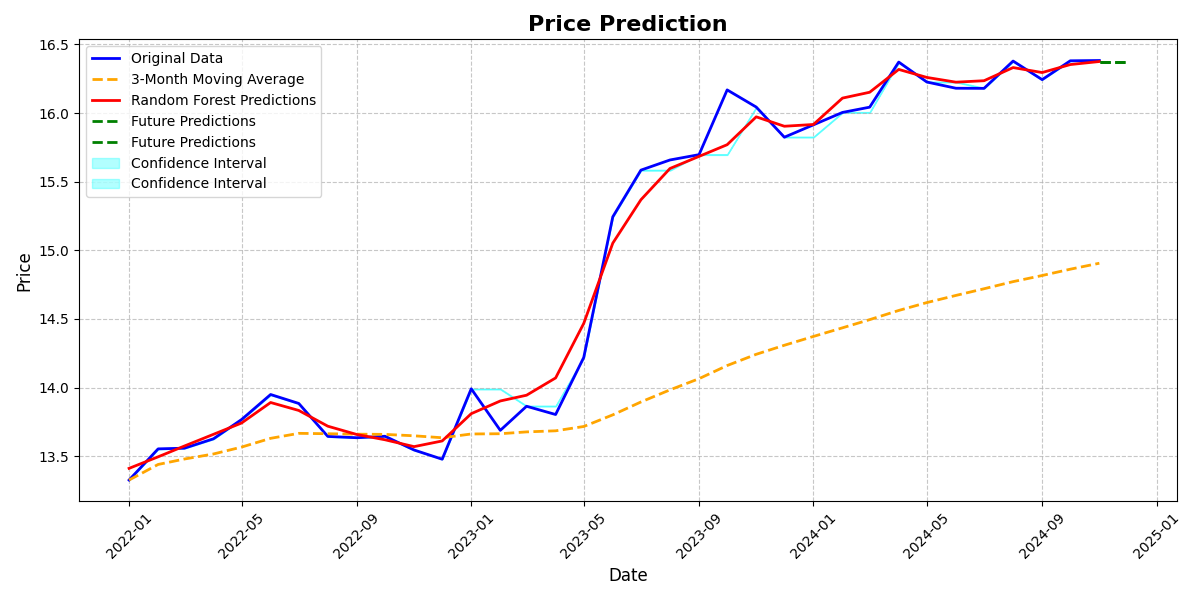 Price Prediction
Original Data
3-Month Moving Average
Random Forest Predictions
Future Predictions
Future Predictions
Confidence Interval
Confidence Interval
Price
16.5
16.0
15.5
15.0
14.5
14.0
13.5
2022-01
2022-05
2022-09
2023-01
2023-05
2023-09
2024-01
2024-05
2024-09
2025-01
Date